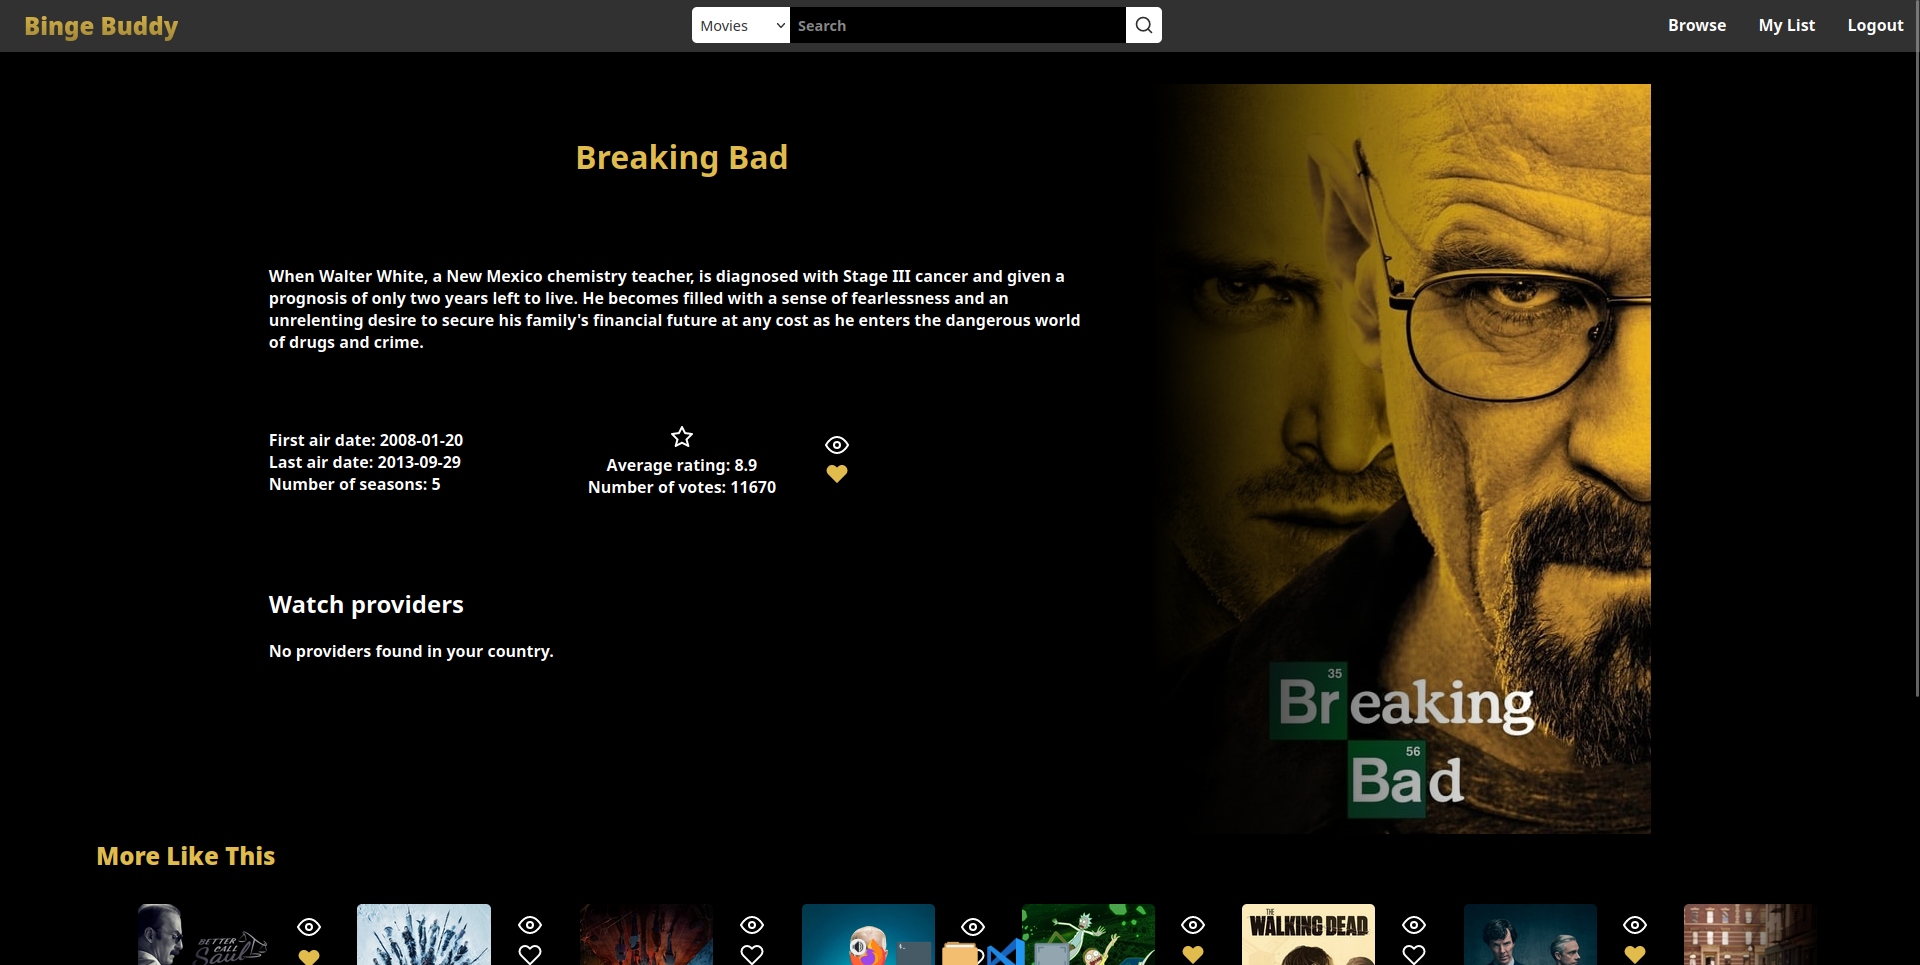 Binge Buddy
Movies
Search
Browse
My List
Logout
Breaking Bad
When Walter White, a New Mexico chemistry teacher, is diagnosed with Stage III cancer and given a
prognosis of only two years left to live. He becomes filled with a sense of fearlessness and an
unrelenting desire to secure his family's financial future at any cost as he enters the dangerous world
of drugs and crime.
First air date: 2008-01-20
Last air date: 2013-09-29
Number of seasons: 5
Average rating: 8.9
Number of votes: 11670
Watch providers
No providers found in your country.
35
Breaking
56
Bad
More Like This
BETTER
CALL
Saul
THE
WALKING DEAD